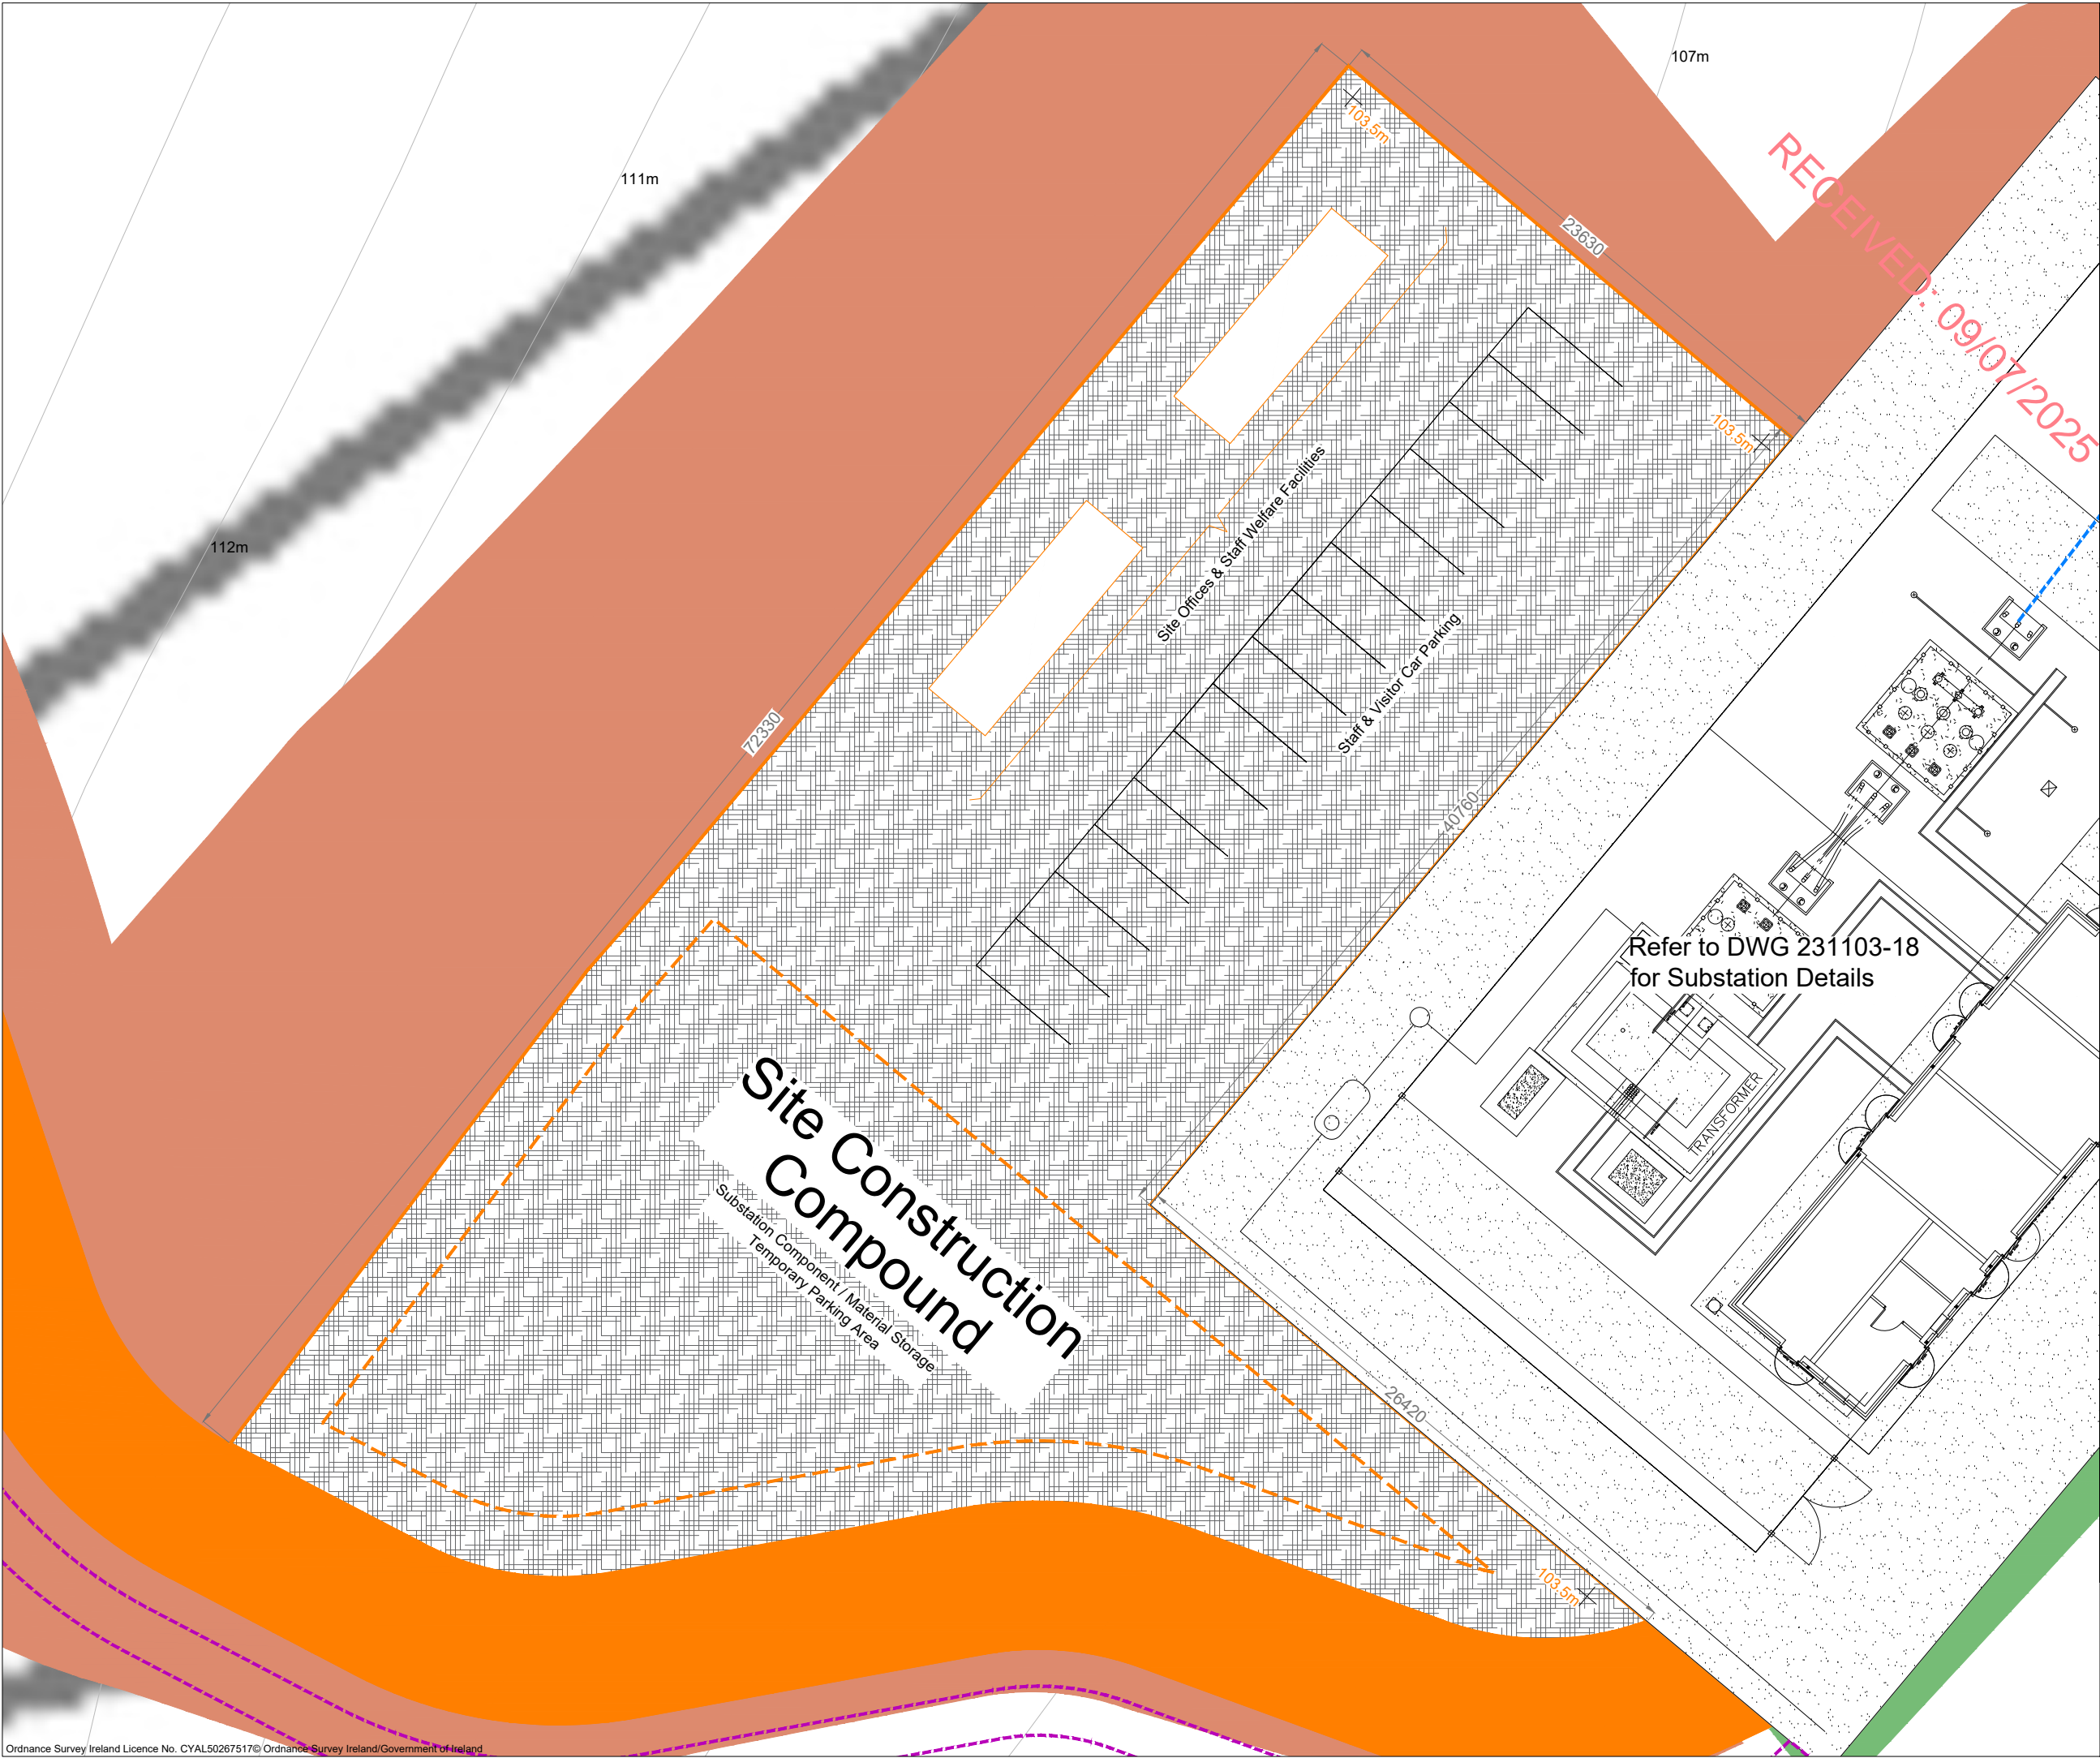 107m
111m
112m
103.5m
23630
RECEIVED: 09/07/2025
103.5m
72330
Site Offices & Staff Welfare Facilities
Staff & Visitor Car Parking
40760
Refer to DWG 231103-18
for Substation Details
TRANSFORMER
Site Construction
Compound
Substation Component / Material Storage
Temporary Parking Area
26420
103.5m
Ordnance Survey Ireland Licence No. CYAL50267517© Ordnance Survey Ireland/Government of Ireland